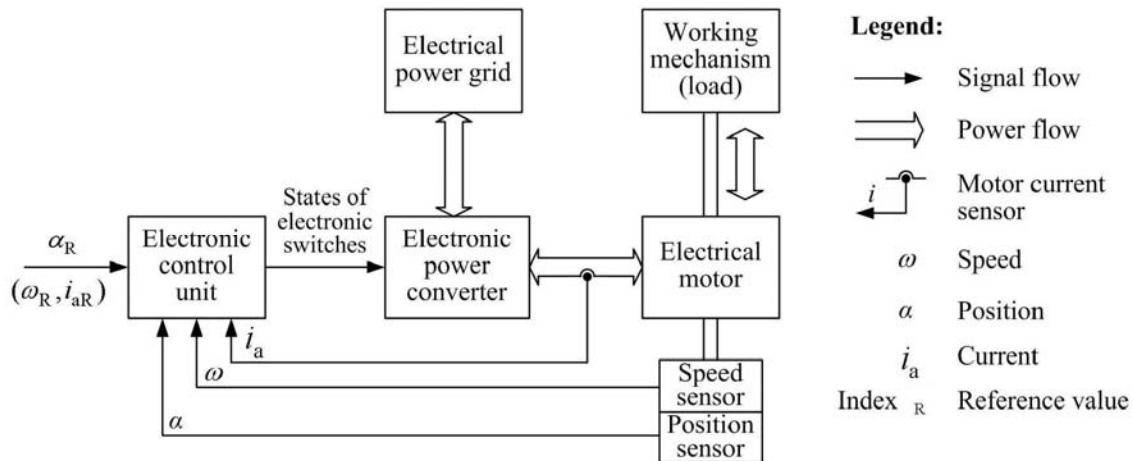 Electrical
power grid
Working
mechanism
(load)
States of
electronic
switches
α_R
(ω_R, i_aR)
Electronic
control
unit
Electronic
power
converter
Electrical
motor
i_a
ω
α
Speed
sensor
Position
sensor
Legend:
Signal flow
Power flow
i Motor current
sensor
ω Speed
α Position
i_a Current
Index R Reference value